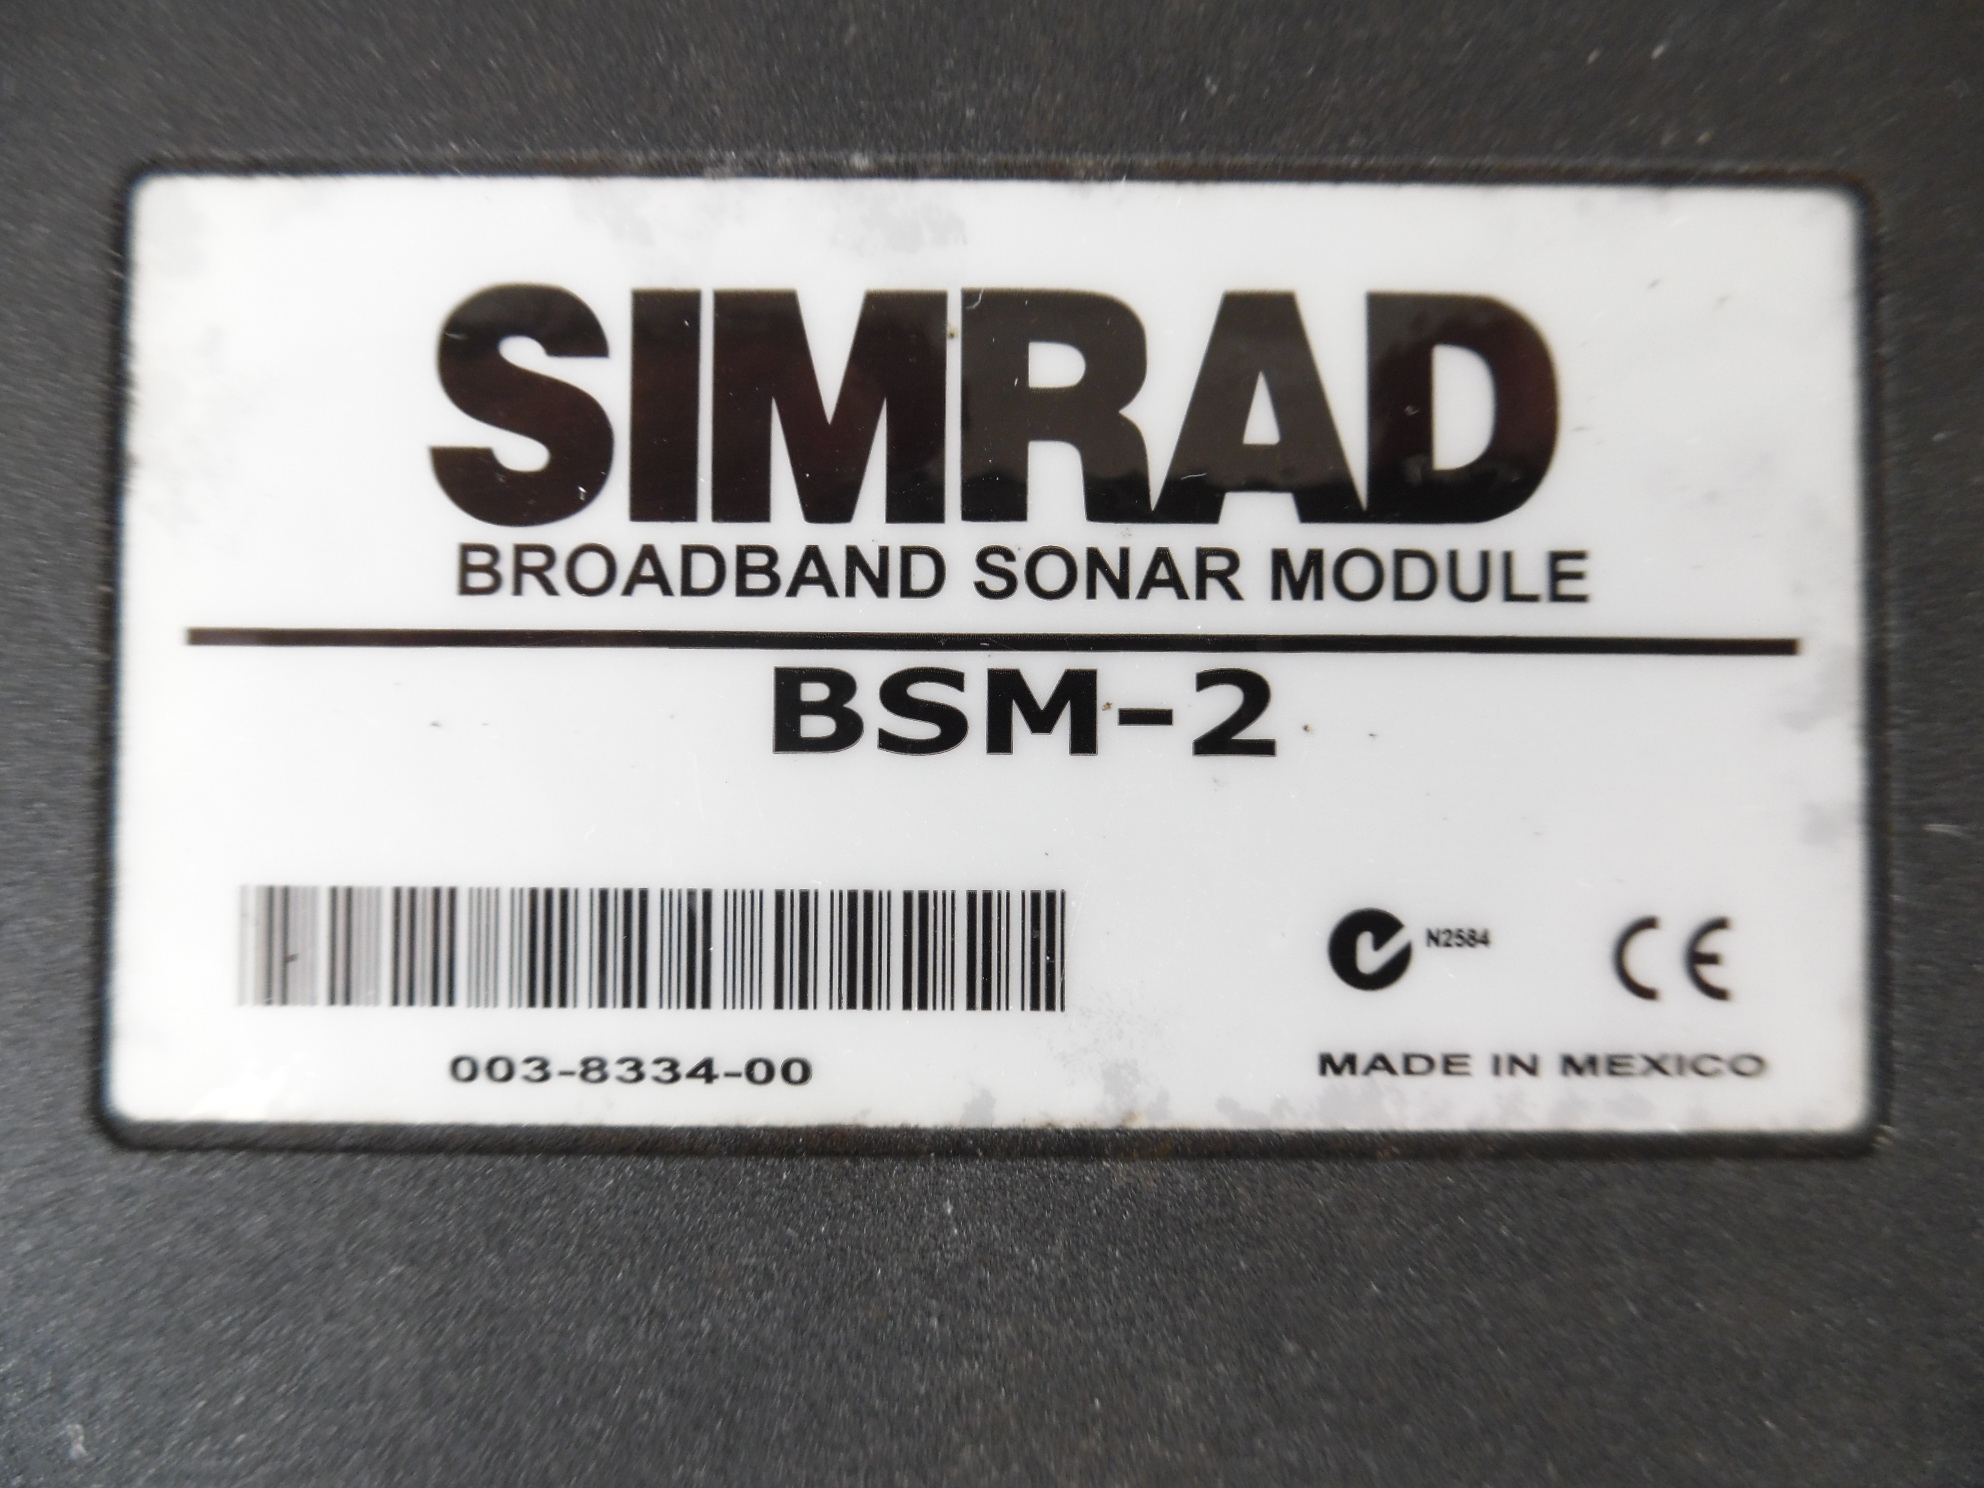 SIMRAD
BROADBAND SONAR MODULE
BSM-2
N2584
CE
003-8334-00
MADE IN MEXICO